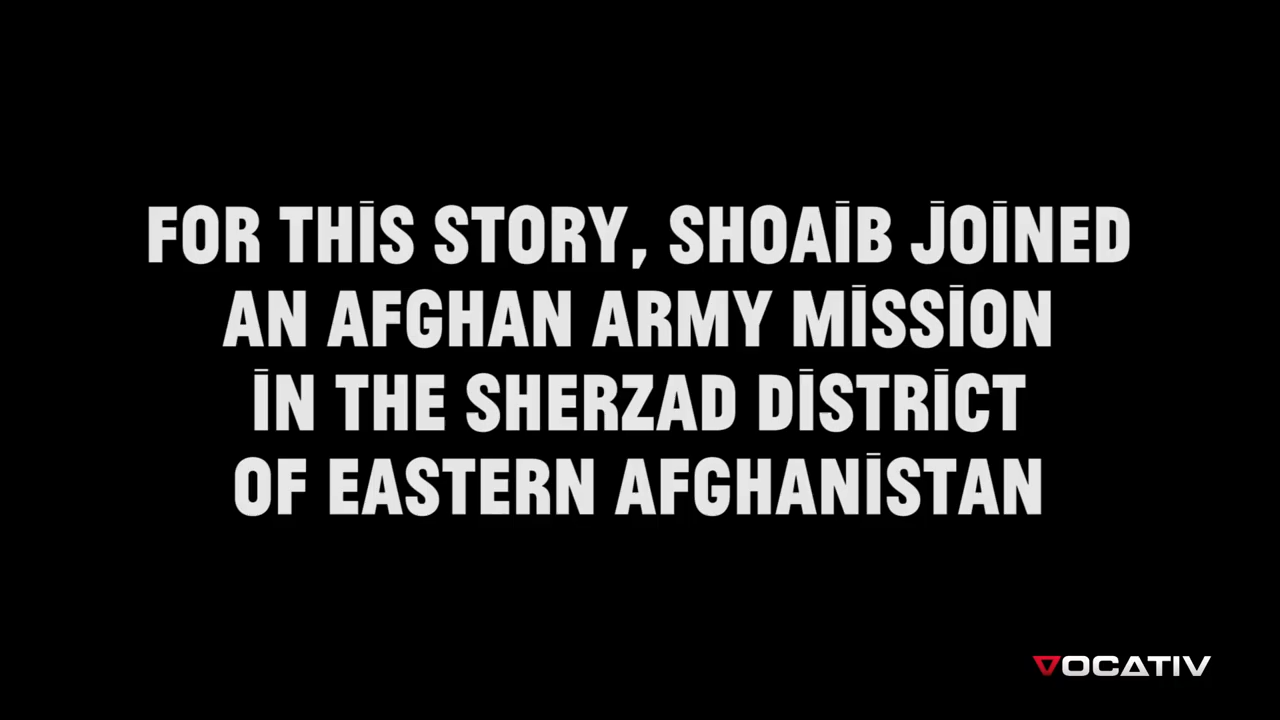 FOR THIS STORY, SHOAIB JOINED
AN AFGHAN ARMY MISSION
IN THE SHERZAD DISTRICT
OF EASTERN AFGHANISTAN
VOCATIV